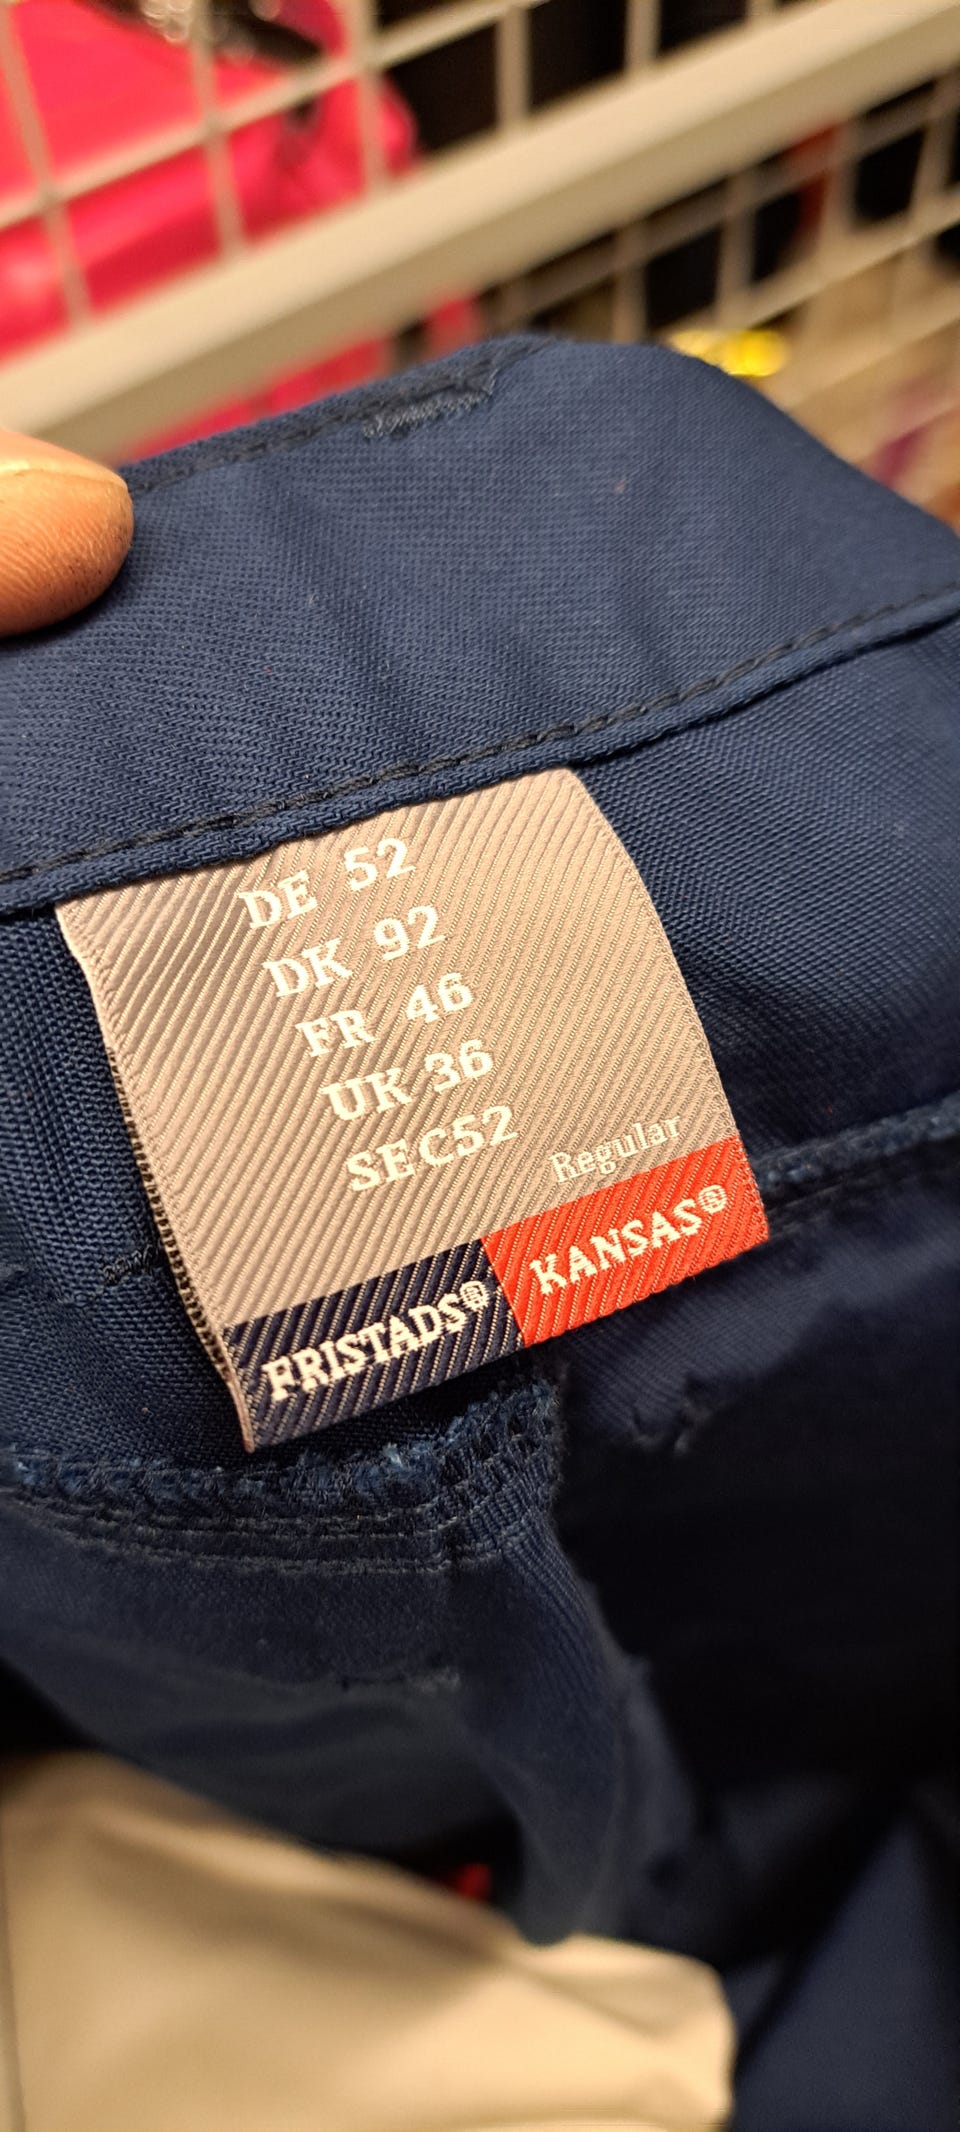 DE 52
DK 92
FR 46
UK 36
SE C52
Regular
FRISTADS® KANSAS®